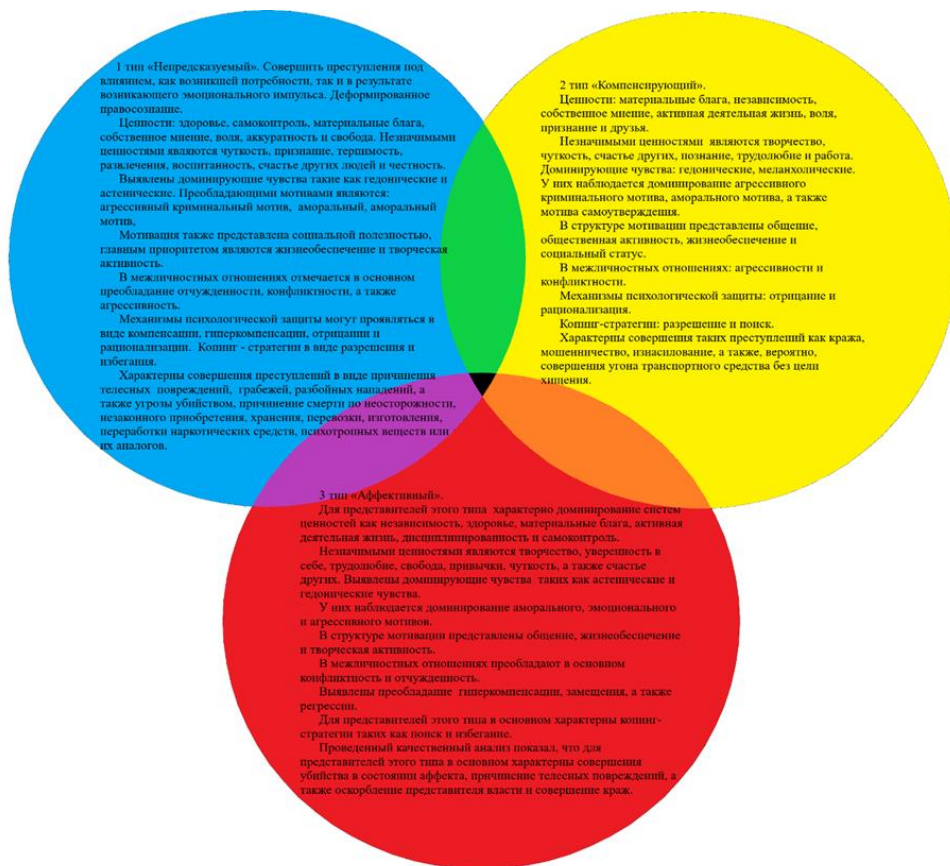 1 тип «Непредсказуемый». Совершить преступления под
влиянием, как возникшей потребности, так и в результате
возникающего эмоционального импульса. Деформированное
правосознание.
Ценности: здоровье, самоконтроль, материальные блага,
собственное мнение, воля, аккуратность и свобода. Незначимыми
ценностями являются чуткость, признание, терпимость,
развлечения, воспитанность, счастье других людей и честность.
Выявлены доминирующие чувства такие как гедонические и
астенические. Преобладающими мотивами являются:
агрессивный криминальный мотив, аморальный, аморальный
мотив,
Мотивация также представлена социальной полезностью,
главным приоритетом являются жизнеобеспечение и творческая
активность.
В межличностных отношениях отмечается в основном
преобладание отчужденности, конфликтности, а также
агрессивность.
Механизмы психологической защиты могут проявляться в
виде компенсации, гиперкомпенсации, отрицании и
рационализации. Копинг - стратегии в виде разрешения и
избегания.
Характерны совершения преступлений в виде причинения
телесных повреждений, грабежей, разбойных нападений, а
также угрозы убийством, причинение смерти по неосторожности,
незаконного приобретения, хранения, перевозки, изготовления,
переработки наркотических средств, психотропных веществ или
их аналогов.
2 тип «Компенсирующий».
Ценности: материальные блага, независимость,
собственное мнение, активная деятельная жизнь, воля,
признание и друзья.
Незначимыми ценностями являются творчество,
чуткость, счастье других, познание, трудолюбие и работа.
Доминирующие чувства: гедонические, меланхолические.
У них наблюдается доминирование агрессивного
криминального мотива, аморального мотива, а также
мотива самоутверждения.
В структуре мотивации представлены общение,
общественная активность, жизнеобеспечение и
социальный статус.
В межличностных отношениях: агрессивности и
конфликтности.
Механизмы психологической защиты: отрицание и
рационализация.
Копинг-стратегии: разрешение и поиск.
Характерны совершения таких преступлений как кража,
мошенничество, изнасилование, а также, вероятно,
совершения угона транспортного средства без цели
хищения.
3 тип «Аффективный».
Для представителей этого типа характерно доминирование систем
ценностей как независимость, здоровье, материальные блага, активная
деятельная жизнь, дисциплинированность и самоконтроль.
Незначимыми ценностями являются творчество, уверенность в
себе, трудолюбие, свобода, привычки, чуткость, а также счастье
других. Выявлены доминирующие чувства таких как астенические и
гедонические чувства.
У них наблюдается доминирование аморального, эмоционального
и агрессивного мотивов.
В структуре мотивации представлены общение, жизнеобеспечение
и творческая активность.
В межличностных отношениях преобладают в основном
конфликтность и отчужденность.
Выявлены преобладание гиперкомпенсации, замещения, а также
регрессии.
Для представителей этого типа в основном характерны копинг-
стратегии таких как поиск и избегание.
Проведенный качественный анализ показал, что для
представителей этого типа в основном характерны совершения
убийства в состоянии аффекта, причинение телесных повреждений, а
также оскорбление представителя власти и совершение краж.